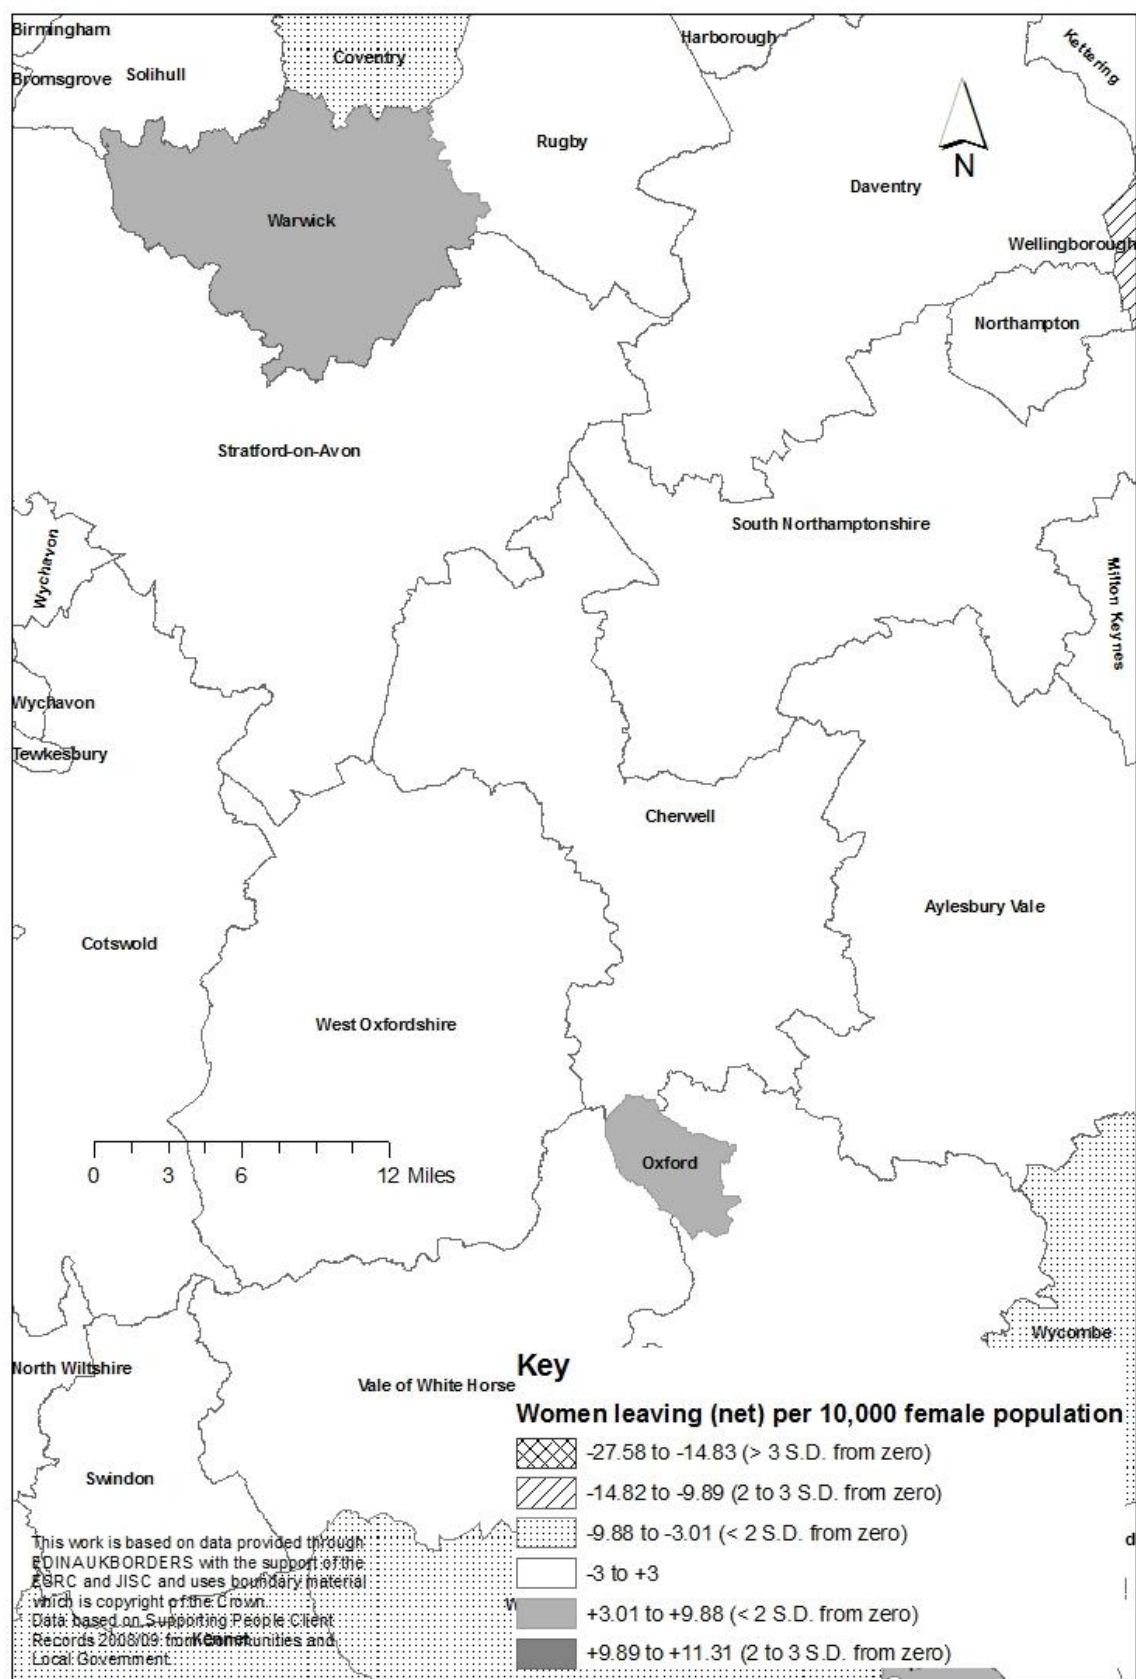 Birmingham
Harborough
Kettering
Coventry
Bromsgrove Solihull
Rugby
N
Daventry
Warwick
Wellingborough
Northampton
Stratford-on-Avon
South Northamptonshire
Wychavon
Milton Keynes
Wychavon
Tewkesbury
Cherwell
Aylesbury Vale
Cotswold
West Oxfordshire
Oxford
0 3 6 12 Miles
Wycombe
North Wiltshire
Vale of White Horse
Swindon
Key
Women leaving (net) per 10,000 female population
-27.58 to -14.83 (> 3 S.D. from zero)
-14.82 to -9.89 (2 to 3 S.D. from zero)
-9.88 to -3.01 (< 2 S.D. from zero)
-3 to +3
+3.01 to +9.88 (< 2 S.D. from zero)
+9.89 to +11.31 (2 to 3 S.D. from zero)
This work is based on data provided through
EDINAUKBORDERS with the support of the
ESRC and JISC and uses boundary material
which is copyright of the Crown.
Data based on Supporting People Client
Records 2008/09 from Communities and
Local Government.
Kennet